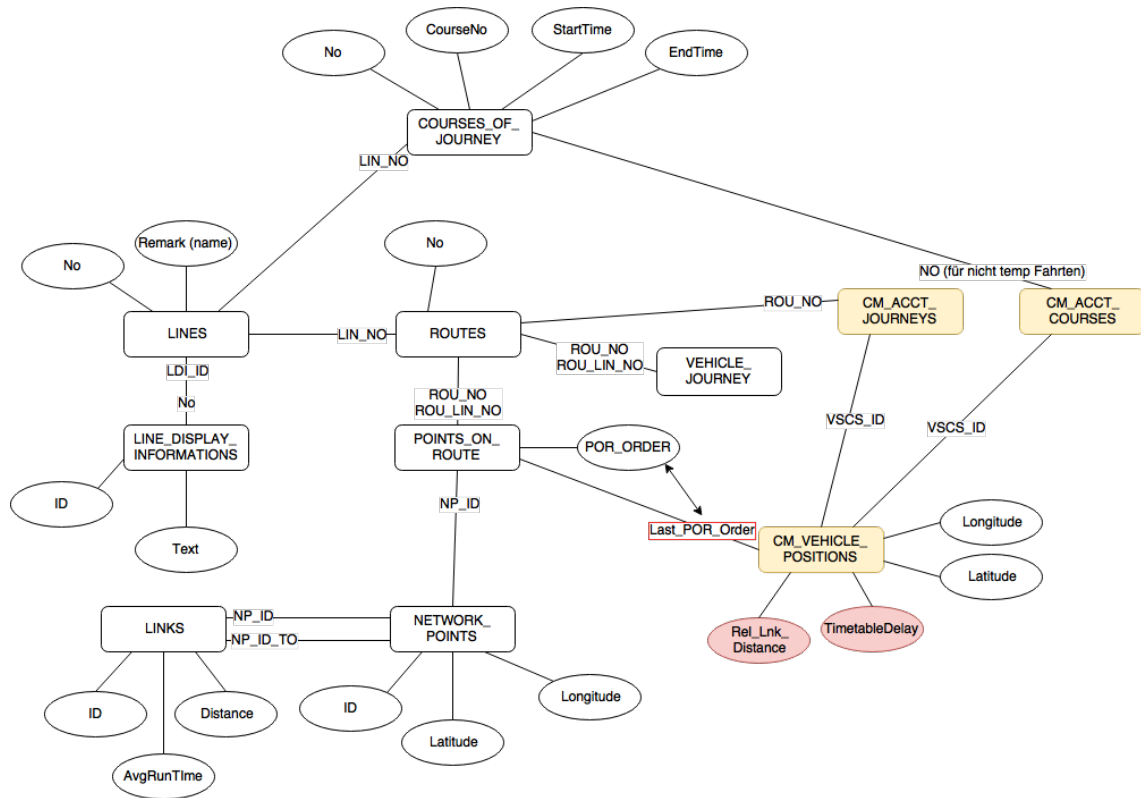 CourseNo
StartTime
No
EndTime
COURSES_OF_
JOURNEY
LIN_NO
Remark (name)
No
No
NO (für nicht temp Fahrten)
ROU_NO
CM_ACCT_
JOURNEYS
CM_ACCT_
COURSES
LINES
LIN_NO
ROUTES
ROU_NO
ROU_LIN_NO
VEHICLE_
JOURNEY
LDI_ID
No
ROU_NO
ROU_LIN_NO
VSCS_ID
VSCS_ID
LINE_DISPLAY_
INFORMATIONS
POINTS_ON_
ROUTE
POR_ORDER
ID
NP_ID
Text
Last_POR_Order
CM_VEHICLE_
POSITIONS
Longitude
Latitude
LINKS
NP_ID
NP_ID_TO
NETWORK_
POINTS
Rel_Lnk_
Distance
TimetableDelay
ID
Distance
AvgRunTIme
ID
Latitude
Longitude